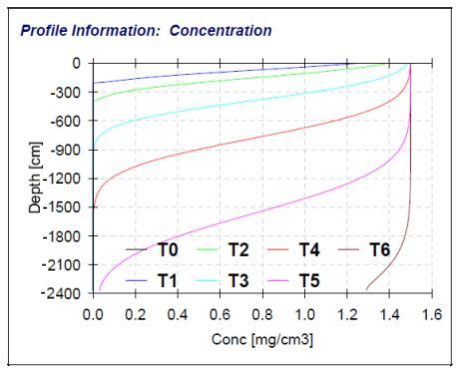 Profile Information: Concentration
0
-300
-600
-900
-1200
-1500
-1800
-2100
-2400
Depth [cm]
T0 T2 T4 T6
T1 T3 T5
0.0 0.2 0.4 0.6 0.8 1.0 1.2 1.4 1.6
Conc [mg/cm3]